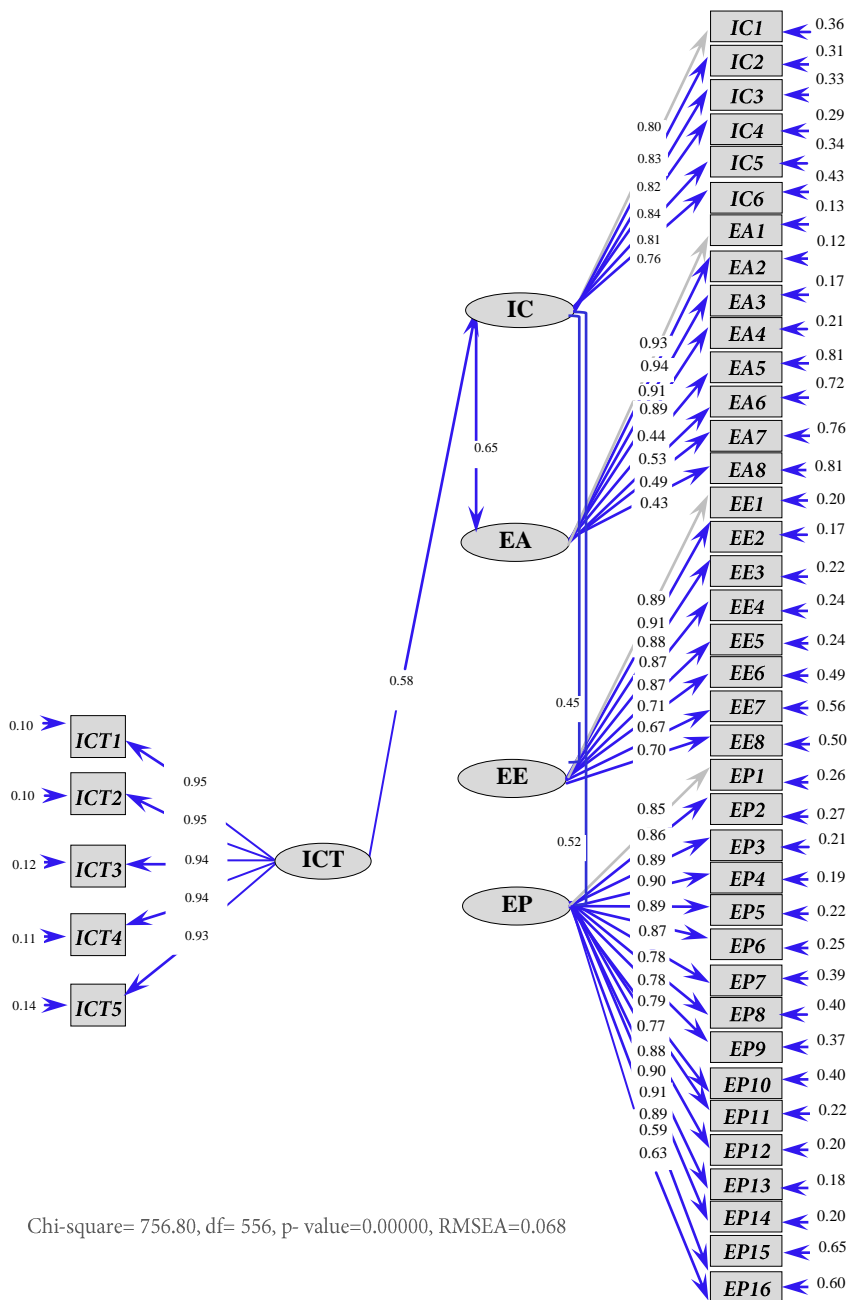 IC1 0.36
IC2 0.31
IC3 0.33
IC4 0.29
IC5 0.34
IC6 0.43
EA1 0.13
EA2 0.12
EA3 0.17
EA4 0.21
EA5 0.81
EA6 0.72
EA7 0.76
EA8 0.81
EE1 0.20
EE2 0.17
EE3 0.22
EE4 0.24
EE5 0.24
EE6 0.49
EE7 0.56
EE8 0.50
EP1 0.26
EP2 0.27
EP3 0.21
EP4 0.19
EP5 0.22
EP6 0.25
EP7 0.39
EP8 0.40
EP9 0.37
EP10 0.40
EP11 0.22
EP12 0.20
EP13 0.18
EP14 0.20
EP15 0.65
EP16 0.60
0.80
0.83
0.82
0.84
0.81
0.76
IC
0.93
0.94
0.91
0.89
0.44
0.53
0.49
0.43
0.65
EA
0.89
0.91
0.88
0.87
0.87
0.71
0.67
0.70
0.58
0.45
EE
0.85
0.86
0.89
0.90
0.89
0.87
0.78
0.78
0.79
0.77
0.88
0.90
0.91
0.89
0.59
0.63
0.52
EP
0.10 ICT1
0.10 ICT2
0.12 ICT3
0.11 ICT4
0.14 ICT5
0.95
0.95
0.94
0.94
0.93
ICT
Chi-square= 756.80, df= 556, p- value=0.00000, RMSEA=0.068